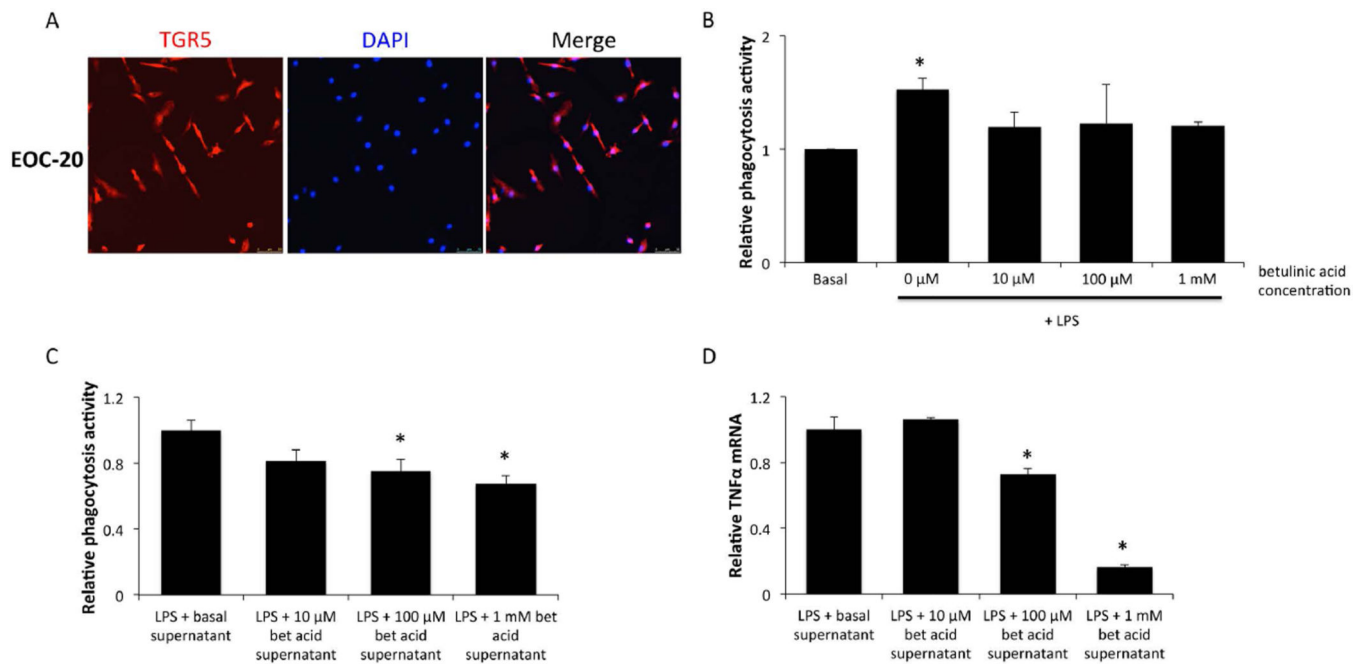 A
TGR5 DAPI Merge
EOC-20
B
Relative phagocytosis activity
2
1
0
Basal 0 µM 10 µM 100 µM 1 mM
betulinic acid
concentration
+ LPS
*
C
Relative phagocytosis activity
1.2
0.8
0.4
0
* *
LPS + basal LPS + 10 µM LPS + 100 µM LPS + 1 mM bet
supernatant bet acid bet acid acid
supernatant supernatant supernatant
D
Relative TNFα mRNA
1.2
0.8
0.4
0
*
*
LPS + basal LPS + 10 µM LPS + 100 µM LPS + 1 mM
supernatant bet acid bet acid bet acid
supernatant supernatant supernatant